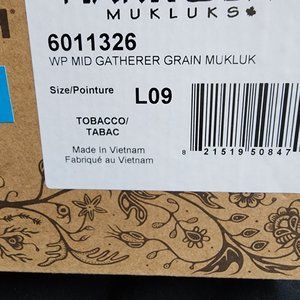 MUKLUKS
6011326
WP MID GATHERER GRAIN MUKLUK
Size/Pointure L09
TOBACCO/
TABAC
Made in Vietnam
Fabriqué au Vietnam
8 21519 50847